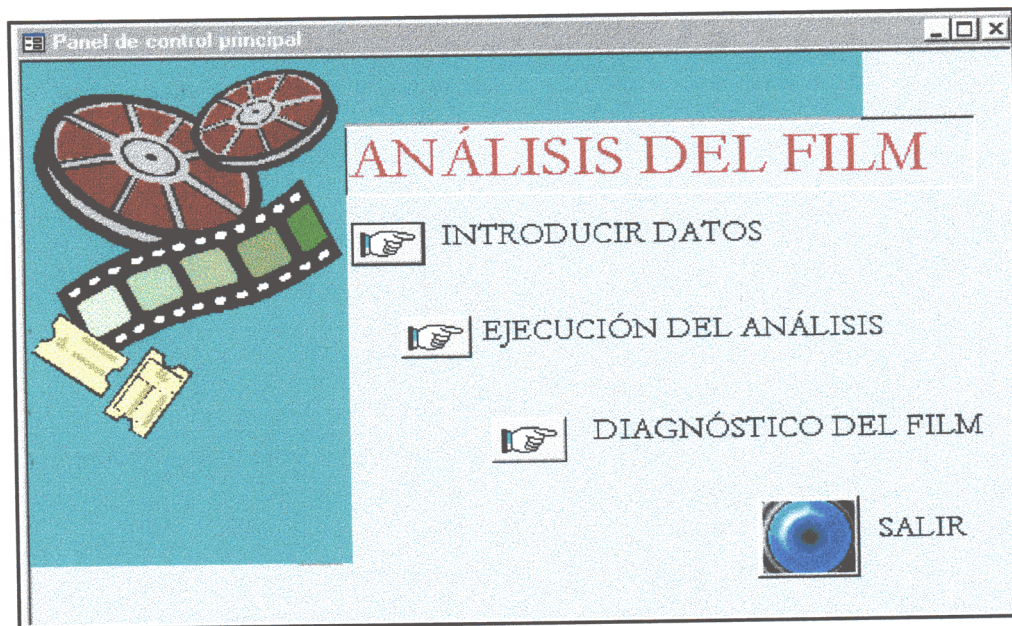 Panel de control principal
ANÁLISIS DEL FILM
INTRODUCIR DATOS
EJECUCIÓN DEL ANÁLISIS
DIAGNÓSTICO DEL FILM
SALIR